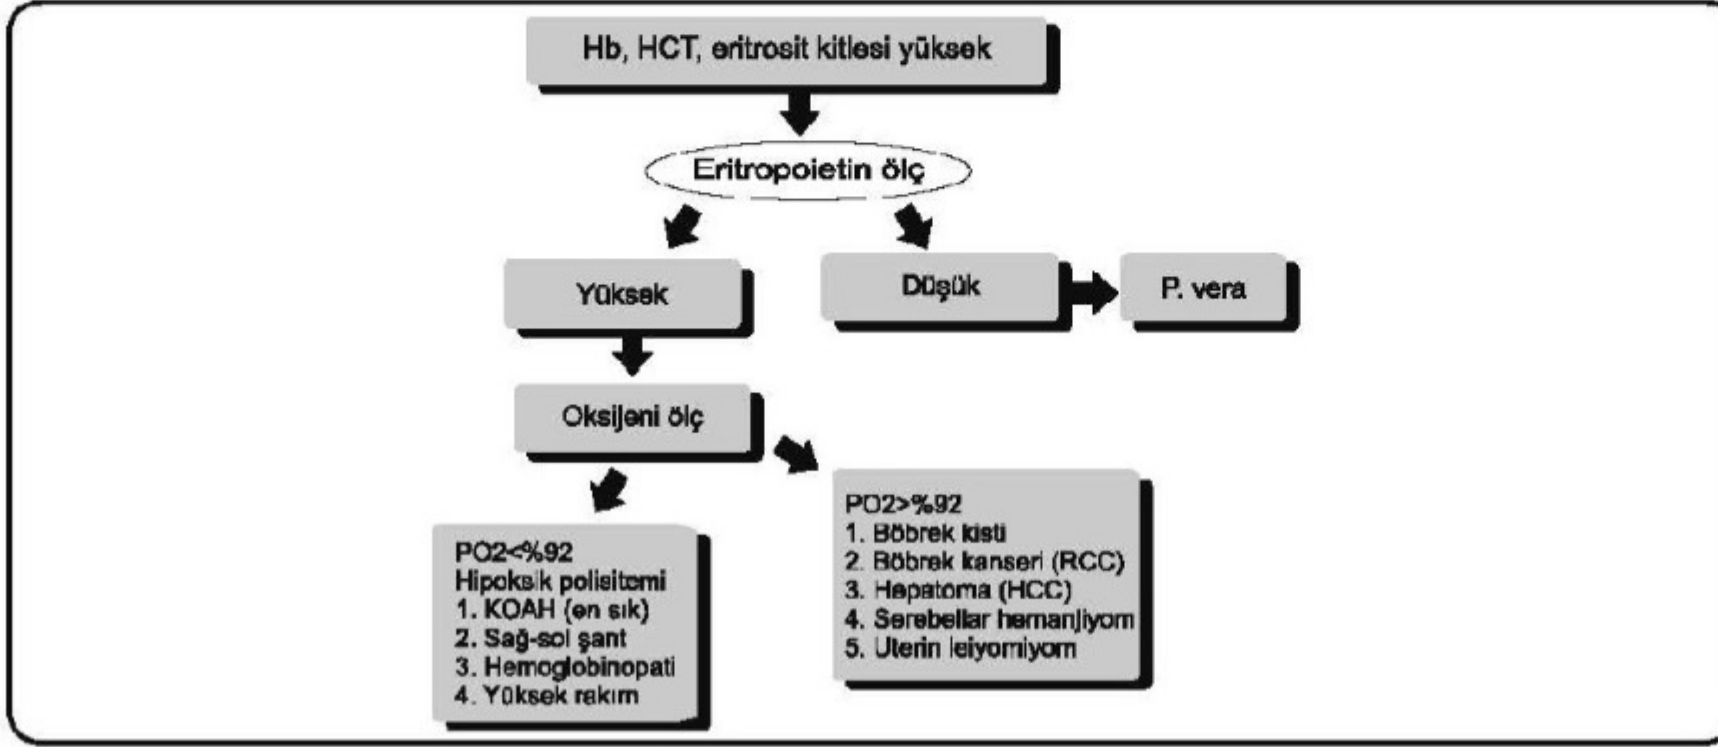 Hb, HCT, eritrosit kitlesi yüksek
Eritropoietin ölç
Yüksek
Düşük
P. vera
Oksijeni ölç
PO2<%92
Hipoksik polisitemi
1. KOAH (en sık)
2. Sağ-sol şant
3. Hemoglobinopati
4. Yüksek rakım
PO2>%92
1. Böbrek kisti
2. Böbrek kanseri (RCC)
3. Hepatoma (HCC)
4. Serebellar hemanjiyom
5. Uterin leiyomiyom